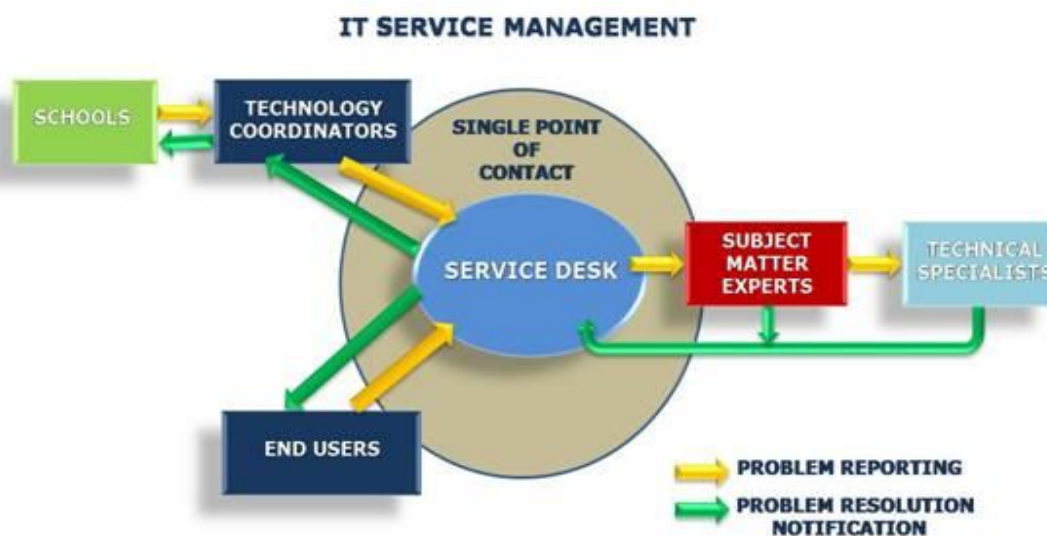 IT SERVICE MANAGEMENT
SCHOOLS
TECHNOLOGY
COORDINATORS
SINGLE POINT
OF
CONTACT
SERVICE DESK
SUBJECT
MATTER
EXPERTS
TECHNICAL
SPECIALISTS
END USERS
PROBLEM REPORTING
PROBLEM RESOLUTION
NOTIFICATION